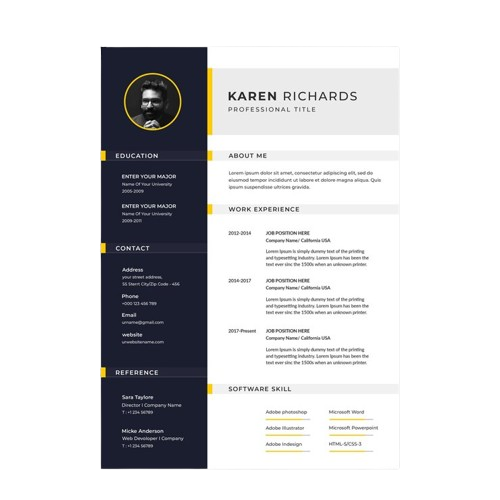 KAREN RICHARDS
PROFESSIONAL TITLE
EDUCATION
ENTER YOUR MAJOR
Name Of Your University
2005-2009
ENTER YOUR MAJOR
Name Of Your University
2009-2011
CONTACT
Address
your street address,
55 Sternt City/Zip Code - 456
Phone
+000 123 456 789
Email
urname@gmail.com
website
urwebsitename.com
REFERENCE
Sara Taylore
Director I Company Name
T : +1 234 56789
Micke Anderson
Web Developer I Company
T : +1 234 56789
ABOUT ME
Lorem ipsum dolor sit amet, consectetur adipiscing elit, sed do
eiusmod tempor incididunt ut labore et dolore magna aliqua. Quis
ipsum suspendisse ultrices gravida.
WORK EXPERIENCE
2012-2014
JOB POSITION HERE
Company Name/ California USA
Lorem Ipsum is simply dummy text of the printing
and typesetting industry. Lorem Ipsum has been the
text ever sinc the 1500s when an unknown printer.
2014-2017
JOB POSITION HERE
Company Name/ California USA
Lorem Ipsum is simply dummy text of the printing
and typesetting industry. Lorem Ipsum has been the
text ever sinc the 1500s when an unknown printer.
2017-Present
JOB POSITION HERE
Company Name/ California USA
Lorem Ipsum is simply dummy text of the printing
and typesetting industry. Lorem Ipsum has been the
text ever sinc the 1500s when an unknown printer.
SOFTWARE SKILL
Adobe photoshop
Microsoft Word
Adobe illustrator
Microsoft Powerpoint
Adobe indesign
HTML-5/CSS-3